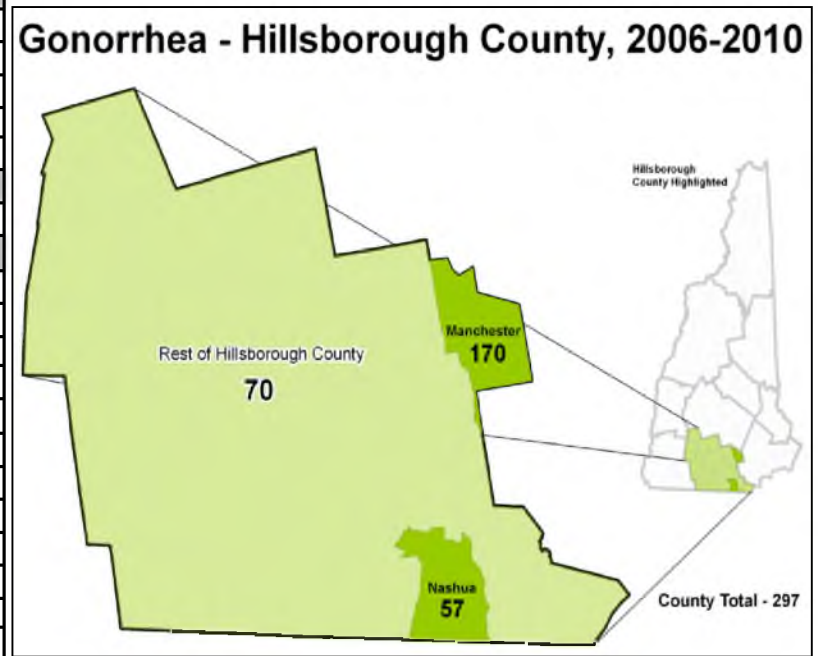 Gonorrhea - Hillsborough County, 2006-2010
Hillsborough
County Highlighted
Manchester
170
Rest of Hillsborough County
70
Nashua
57
County Total - 297